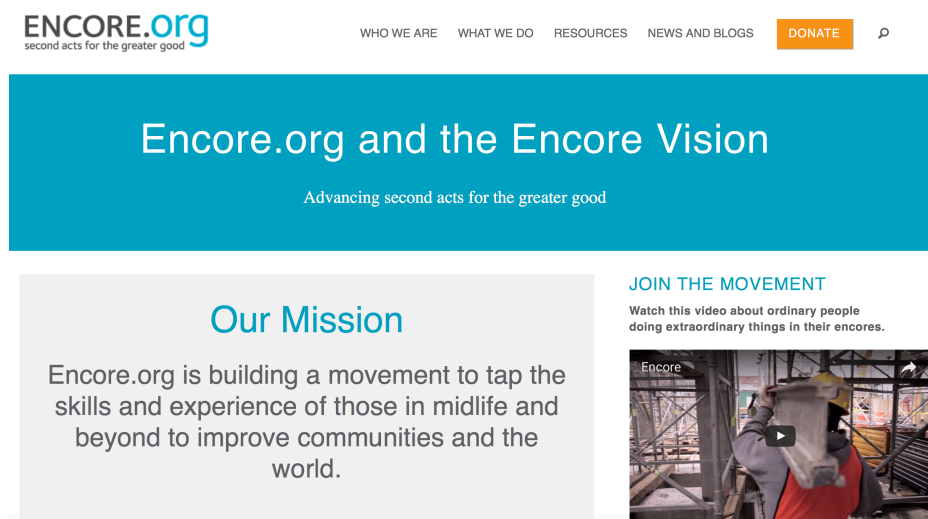 ENCORE.org
second acts for the greater good
WHO WE ARE WHAT WE DO RESOURCES NEWS AND BLOGS DONATE
Encore.org and the Encore Vision
Advancing second acts for the greater good
Our Mission
Encore.org is building a movement to tap the
skills and experience of those in midlife and
beyond to improve communities and the
world.
JOIN THE MOVEMENT
Watch this video about ordinary people
doing extraordinary things in their encores.
Encore